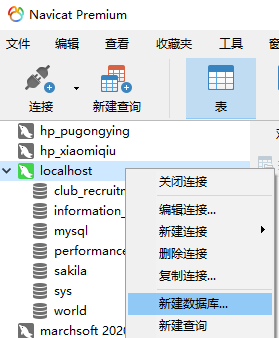 Navicat Premium
文件 编辑 查看 收藏夹 工具
连接 新建查询 表
hp_pugongying
hp_xiaomiqiu
localhost
关闭连接
club_recruitm
编辑连接...
information_
新建连接
mysql
删除连接
performance
复制连接...
sakila
sys
新建数据库...
world
新建查询
marchsoft 2020